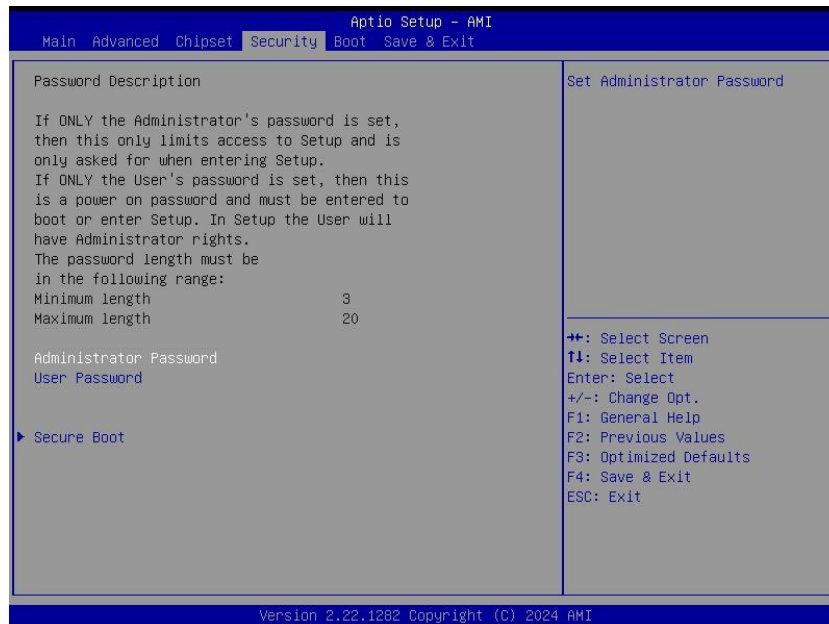 Aptio Setup - AMI
Main Advanced Chipset Security Boot Save & Exit
Password Description
If ONLY the Administrator's password is set,
then this only limits access to Setup and is
only asked for when entering Setup.
If ONLY the User's password is set, then this
is a power on password and must be entered to
boot or enter Setup. In Setup the User will
have Administrator rights.
The password length must be
in the following range:
Minimum length 3
Maximum length 20
Administrator Password
User Password
Secure Boot
Set Administrator Password
→←: Select Screen
↑↓: Select Item
Enter: Select
+/-: Change Opt.
F1: General Help
F2: Previous Values
F3: Optimized Defaults
F4: Save & Exit
ESC: Exit
Version 2.22.1282 Copyright (C) 2024 AMI